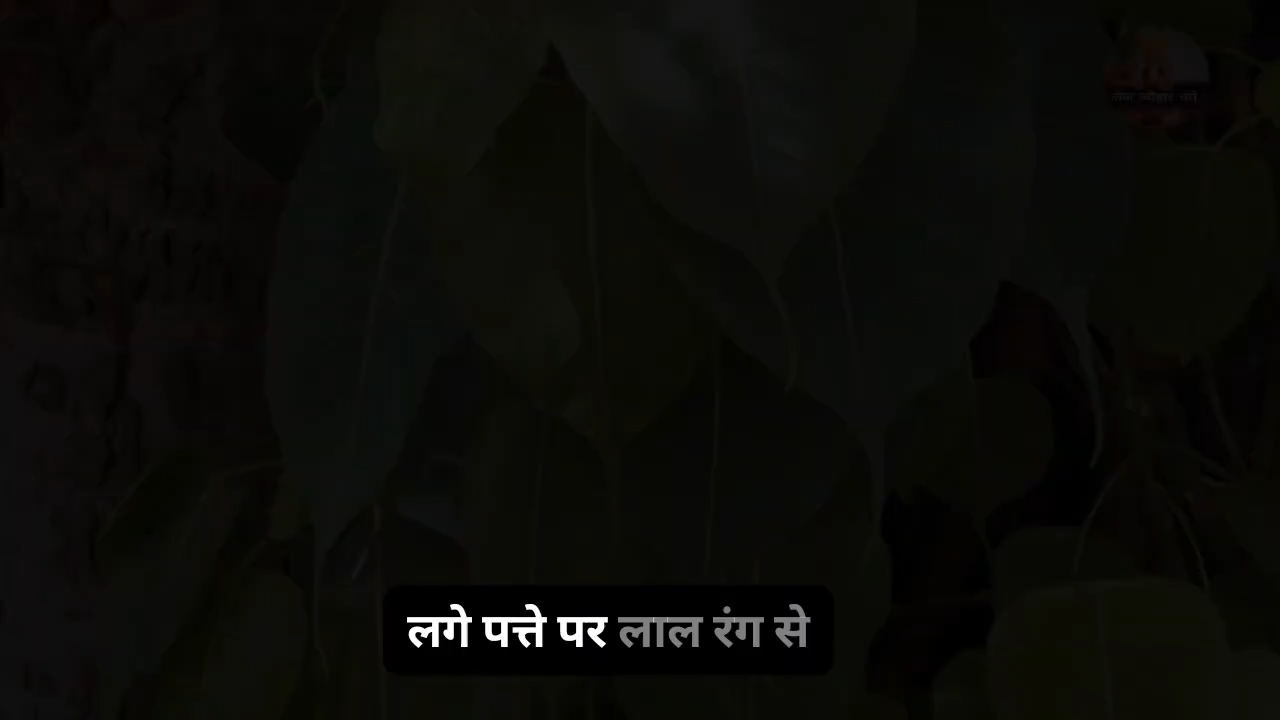 लगे पत्ते पर लाल रंग से